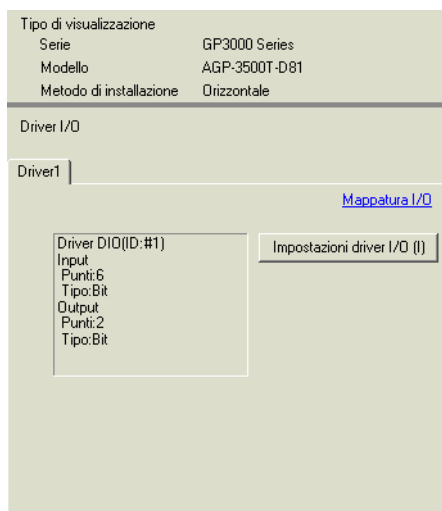 Tipo di visualizzazione
Serie GP3000 Series
Modello AGP-3500T-D81
Metodo di installazione Orizzontale
Driver I/O
Driver1
Mappatura I/O
Driver DIO(ID:#1)
Input
Punti:6
Tipo:Bit
Output
Punti:2
Tipo:Bit
Impostazioni driver I/O (I)